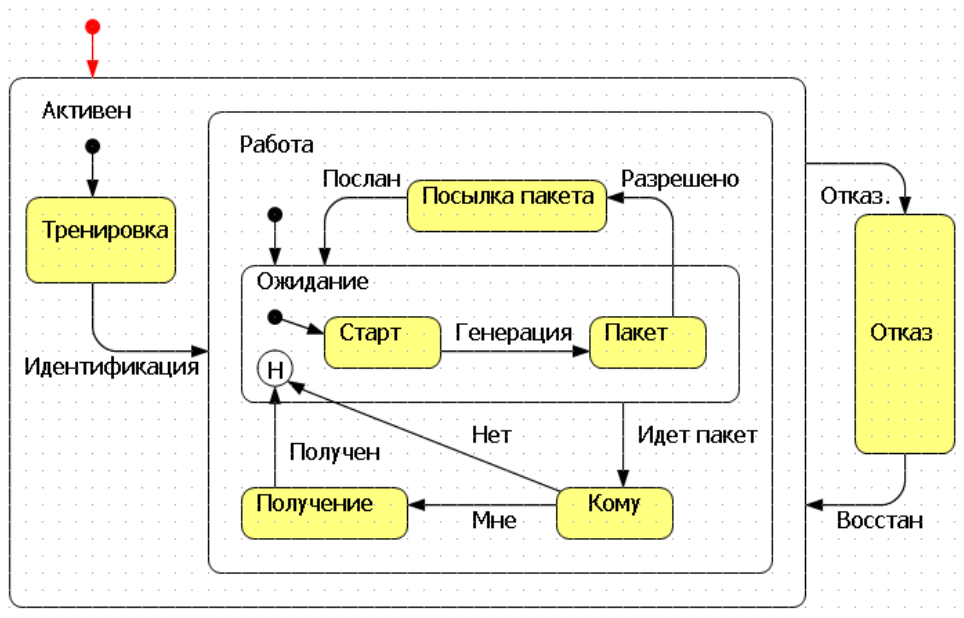 Активен
Работа
Послан
Посылка пакета
Разрешено
Отказ.
Тренировка
Ожидание
Старт
Генерация
Пакет
Отказ
Идентификация
H
Нет
Идет пакет
Получен
Получение
Мне
Кому
Восстан